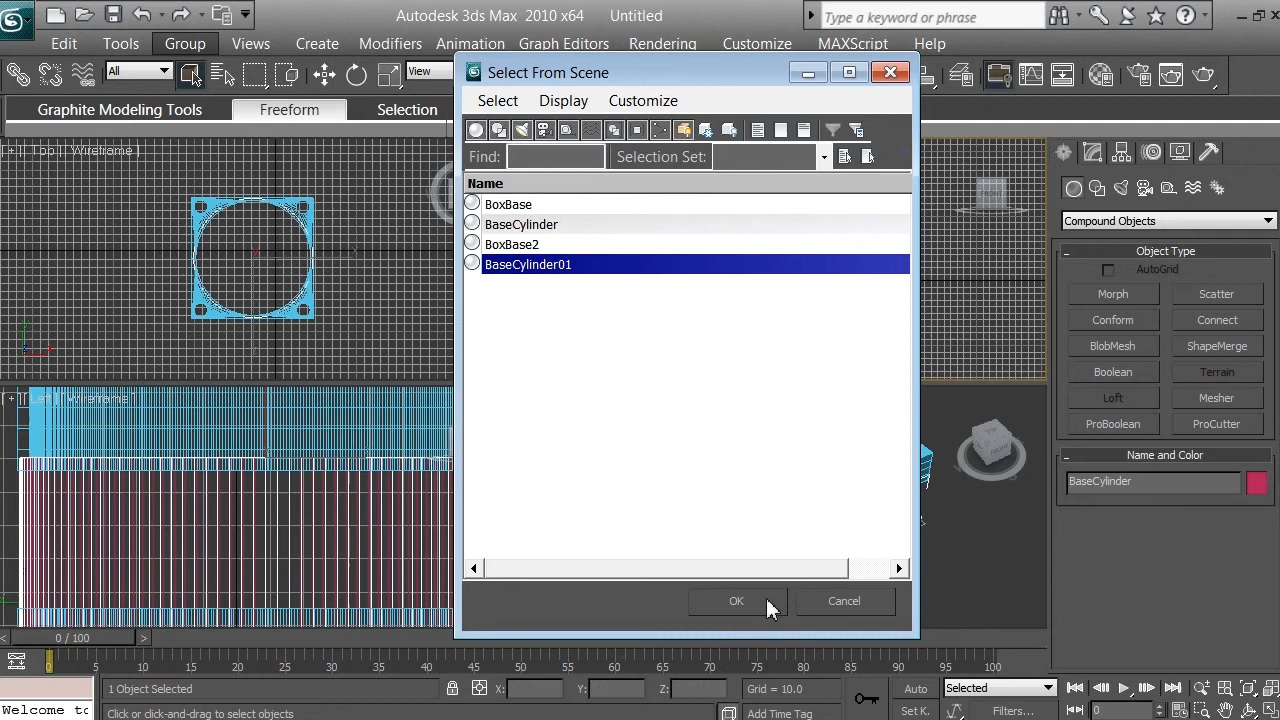 Autodesk 3ds Max 2010 x64 Untitled
Type a keyword or phrase
Edit Tools Group Views Create Modifiers Animation Graph Editors Rendering Customize MAXScript Help
All
View
Graphite Modeling Tools Freeform Selection
[ + ][ Top ][ Wireframe ]
[ + ][ Left ][ Wireframe ]
Select From Scene
Select Display Customize
Find: Selection Set:
Name
BoxBase
BaseCylinder
BoxBase2
BaseCylinder01
OK Cancel
FRONT
Compound Objects
Object Type
AutoGrid
Morph Scatter
Conform Connect
BlobMesh ShapeMerge
Boolean Terrain
Loft Mesher
ProBoolean ProCutter
Name and Color
BaseCylinder
0 / 100
0 5 10 15 20 25 30 35 40 45 50 55 60 65 70 75 80 85 90 95 100
1 Object Selected X: Y: Z: Grid = 10.0 Auto Selected
Welcome to Click or click-and-drag to select objects Add Time Tag Set K. Filters... 0